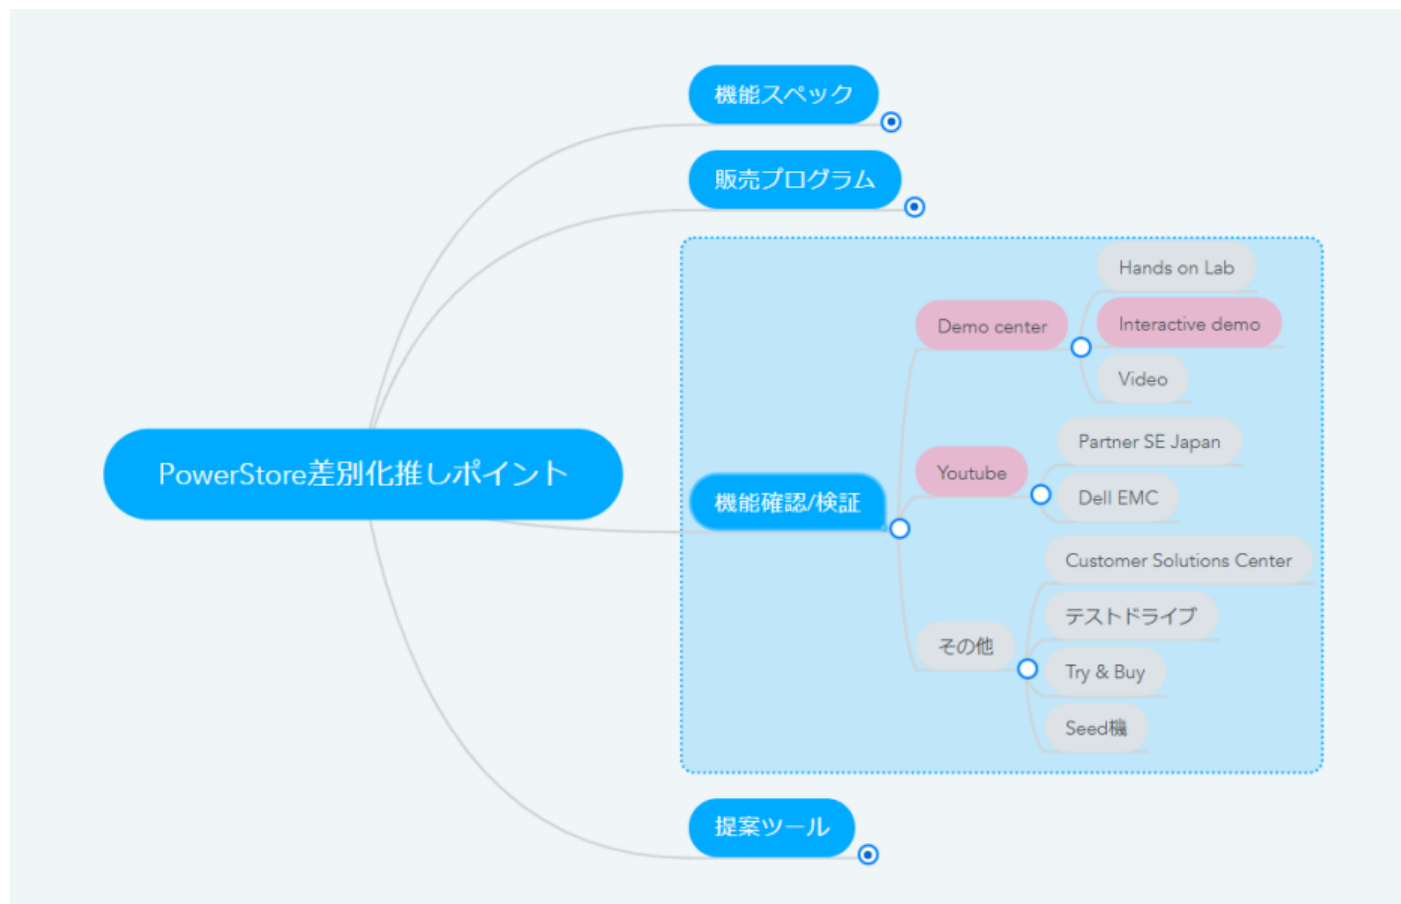 機能スペック
販売プログラム
Hands on Lab
Demo center
Interactive demo
Video
Partner SE Japan
PowerStore差別化推しポイント
Youtube
機能確認/検証
Dell EMC
Customer Solutions Center
テストドライブ
その他
Try & Buy
Seed機
提案ツール